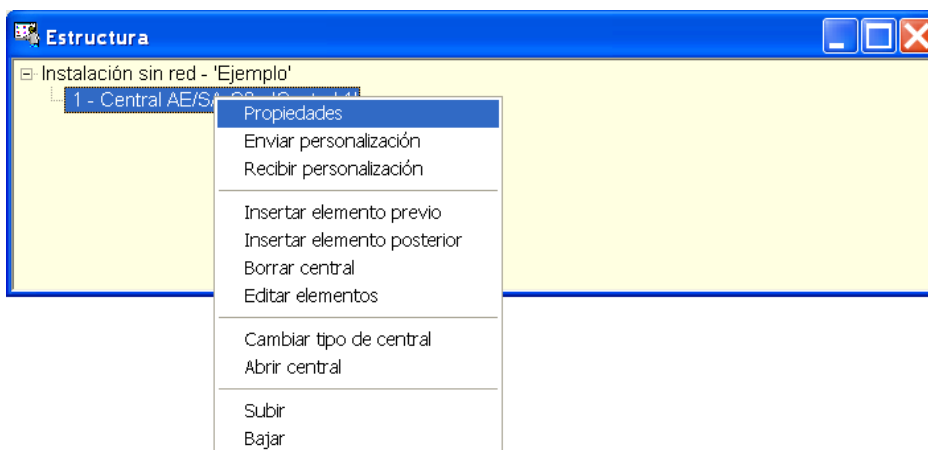 Estructura
Instalación sin red - 'Ejemplo'
1 - Central AE/SA
Propiedades
Enviar personalización
Recibir personalización
Insertar elemento previo
Insertar elemento posterior
Borrar central
Editar elementos
Cambiar tipo de central
Abrir central
Subir
Bajar